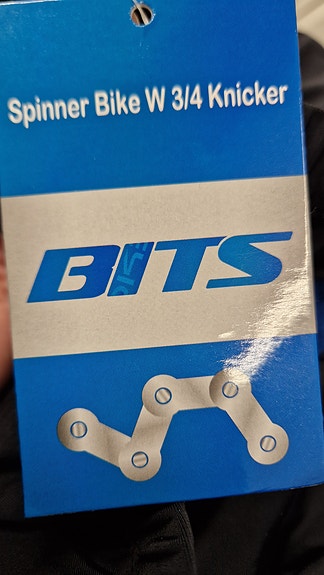 Spinner Bike W 3/4 Knicker
BITS